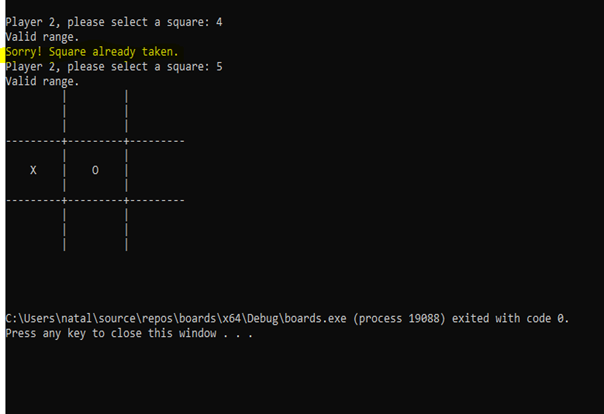 Player 2, please select a square: 4
Valid range.
Sorry! Square already taken.
Player 2, please select a square: 5
Valid range.
         |         |
         |         |
         |         |
---------+---------+---------
         |         |
    X    |    O    |
         |         |
---------+---------+---------
         |         |
         |         |
         |         |
C:\Users\natal\source\repos\boards\x64\Debug\boards.exe (process 19088) exited with code 0.
Press any key to close this window . . .